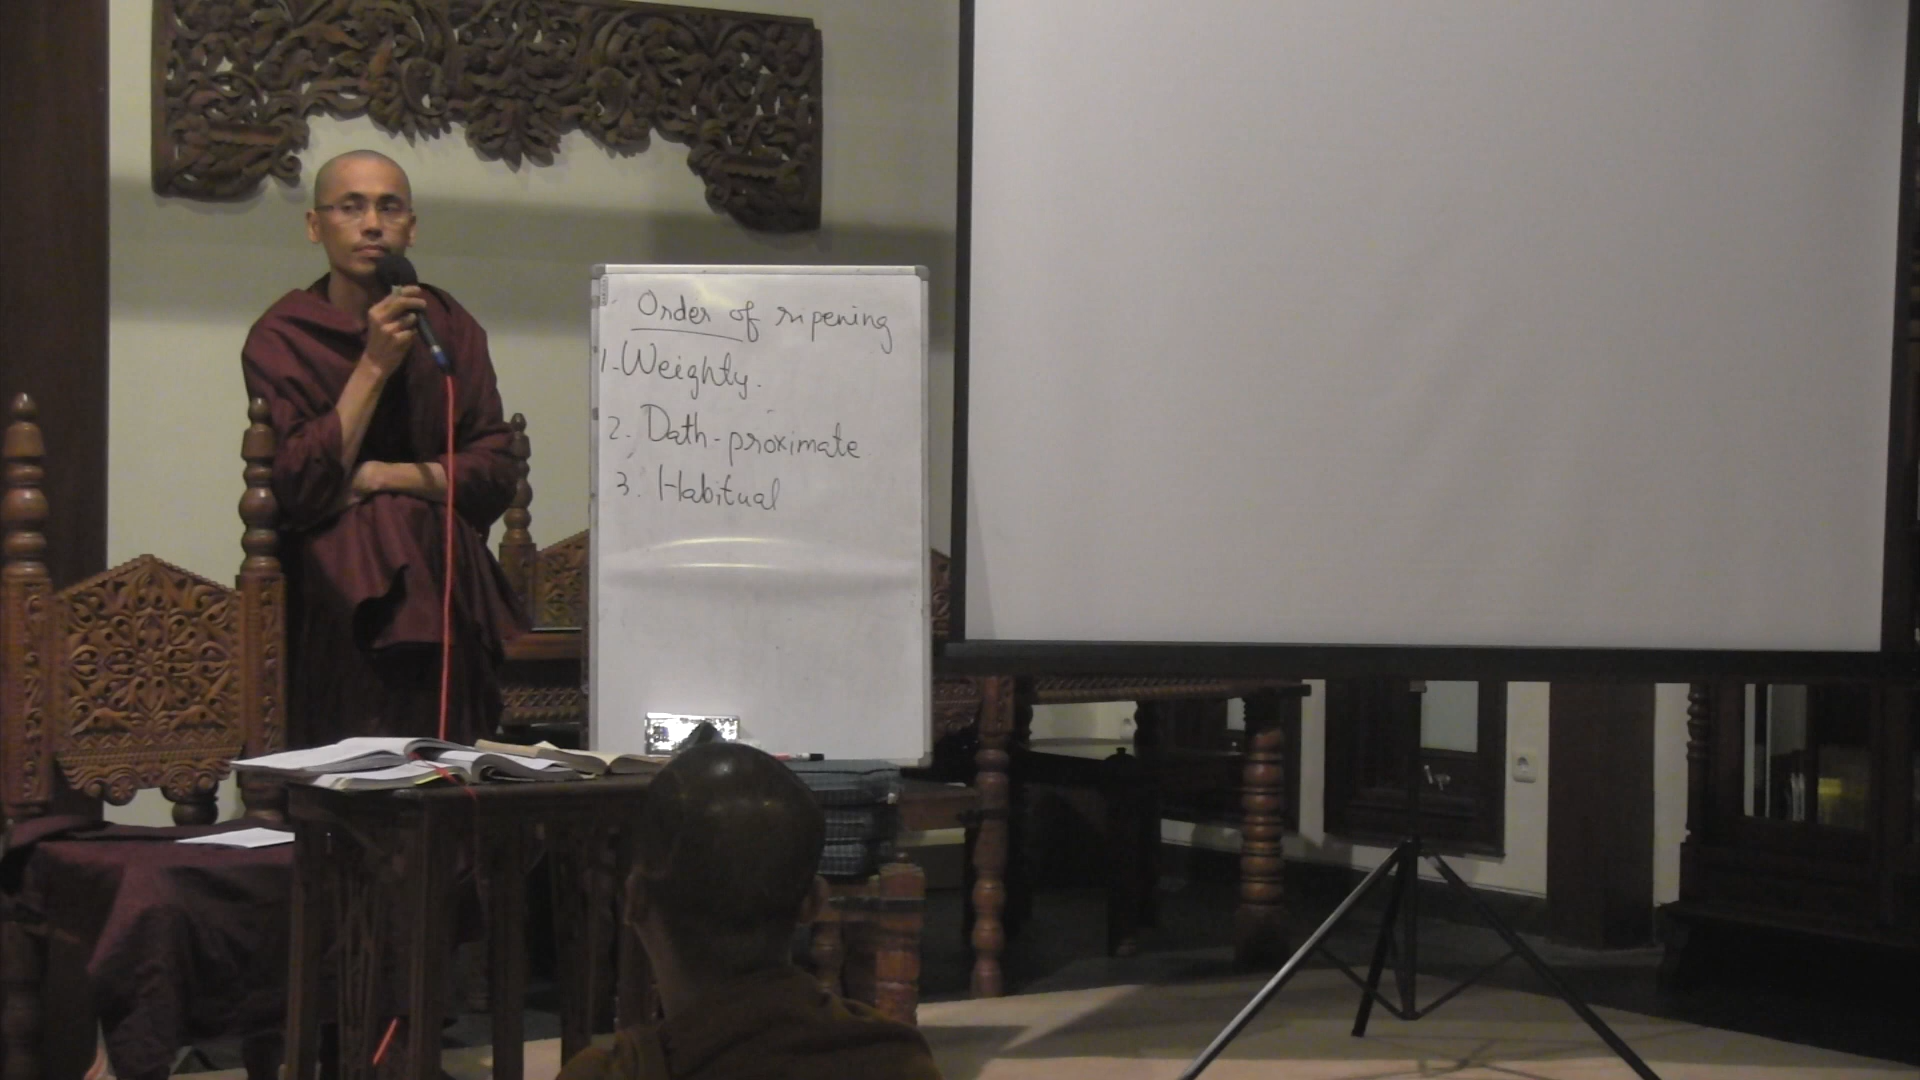 Order of ripening
1. Weighty.
2. Dath-proximate
3. Habitual